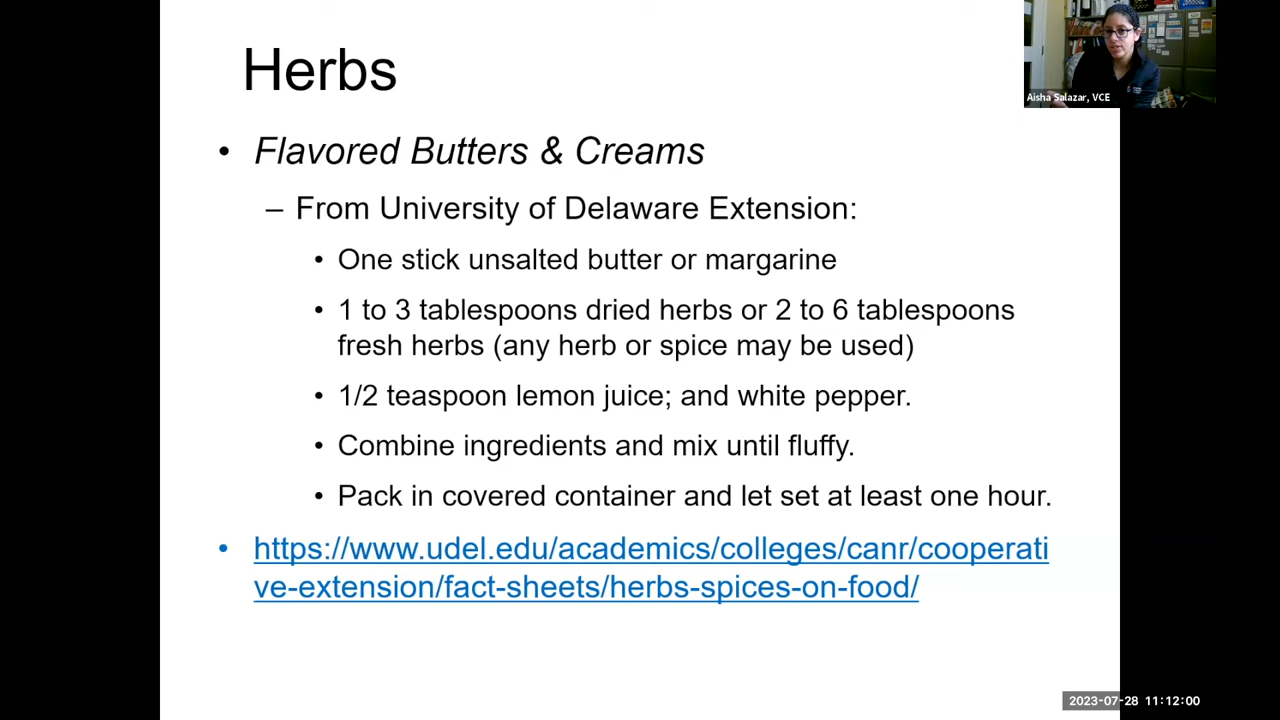 Herbs
Aisha Salazar, VCE
• Flavored Butters & Creams
– From University of Delaware Extension:
• One stick unsalted butter or margarine
• 1 to 3 tablespoons dried herbs or 2 to 6 tablespoons
fresh herbs (any herb or spice may be used)
• 1/2 teaspoon lemon juice; and white pepper.
• Combine ingredients and mix until fluffy.
• Pack in covered container and let set at least one hour.
• https://www.udel.edu/academics/colleges/canr/cooperati
ve-extension/fact-sheets/herbs-spices-on-food/
2023-07-28 11:12:00